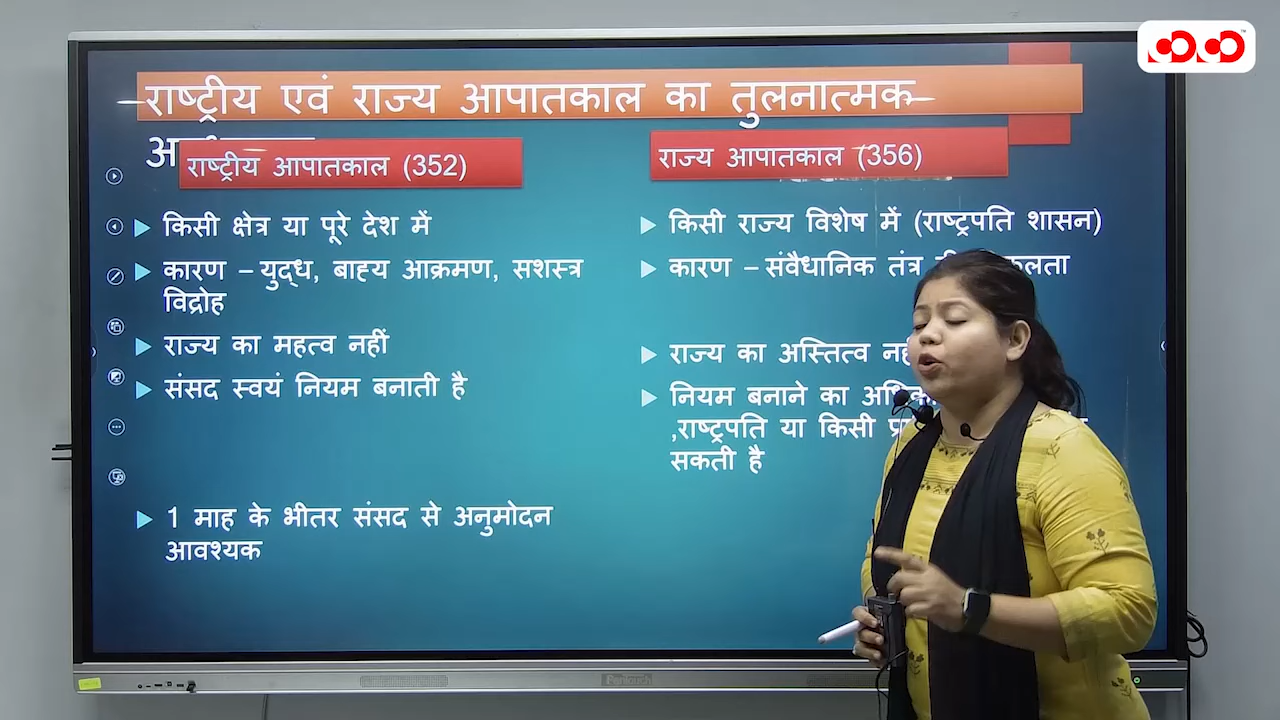 राष्ट्रीय एवं राज्य आपातकाल का तुलनात्मक
राष्ट्रीय आपातकाल (352)
किसी क्षेत्र या पूरे देश में
कारण – युद्ध, बाह्य आक्रमण, सशस्त्र
विद्रोह
राज्य का महत्व नहीं
संसद स्वयं नियम बनाती है
1 माह के भीतर संसद से अनुमोदन
आवश्यक
राज्य आपातकाल (356)
किसी राज्य विशेष में (राष्ट्रपति शासन)
कारण – संवैधानिक तंत्र
राज्य का अस्तित्व
नियम बनाने का
,राष्ट्रपति या किसी
सकती है